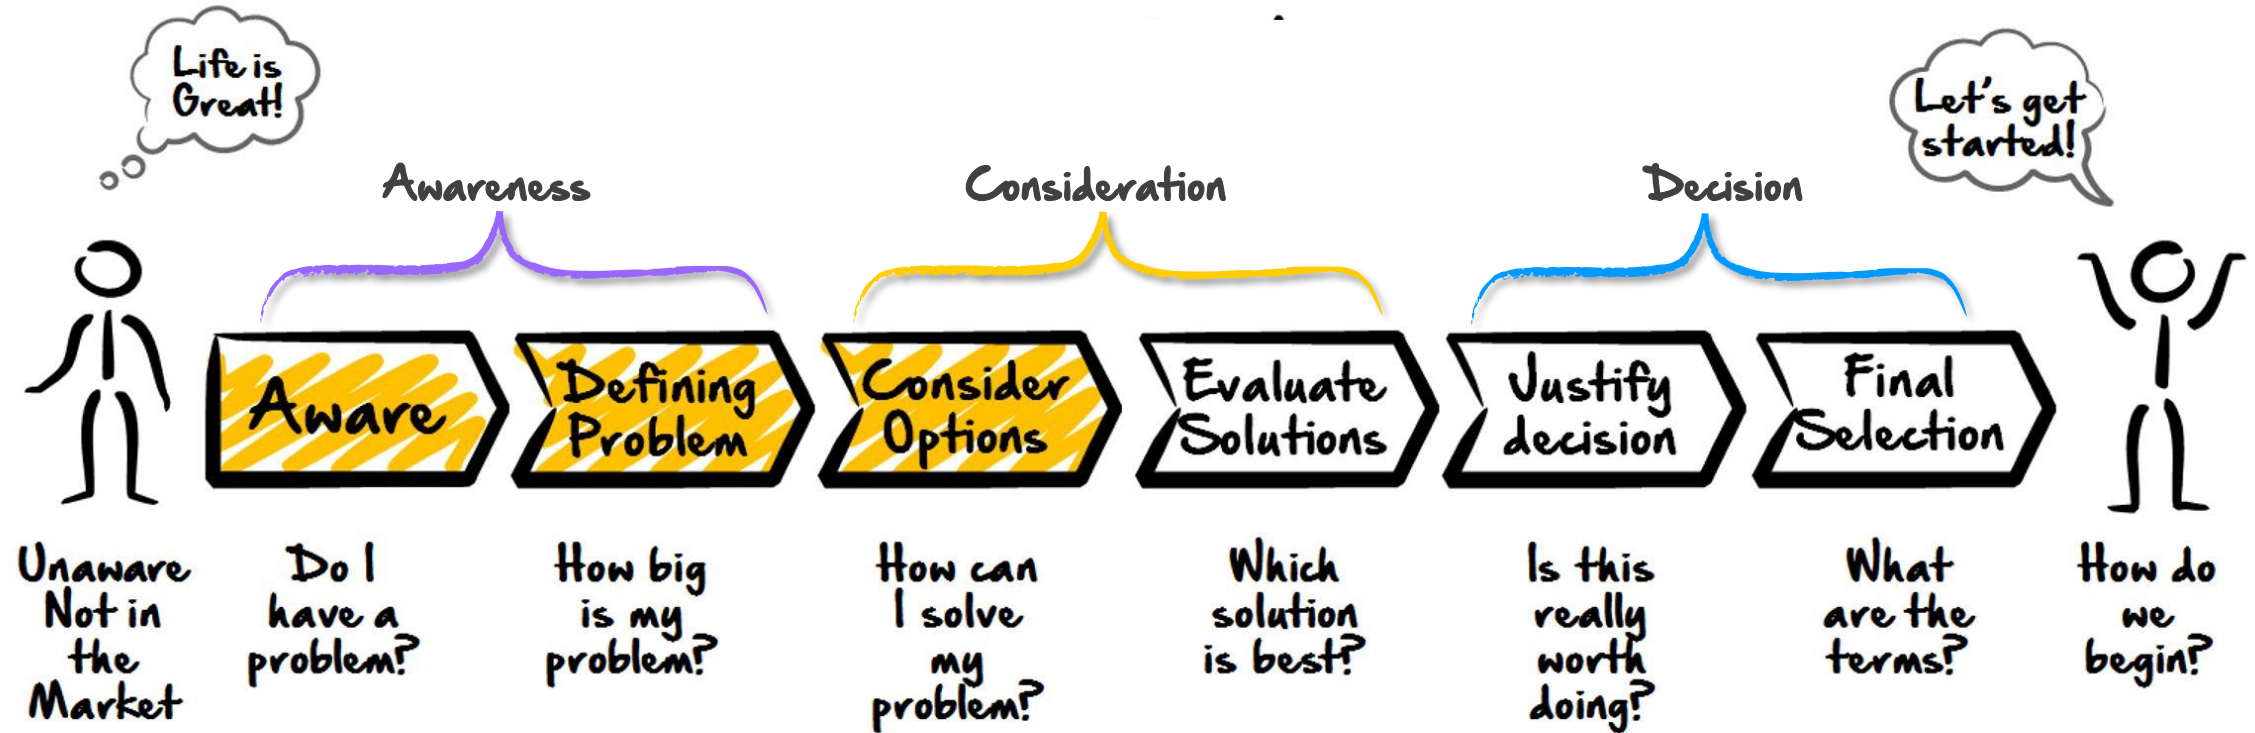 Life is
Great!
Let's get
started!
Awareness
Consideration
Decision
Aware
Defining
Problem
Consider
Options
Evaluate
Solutions
Justify
decision
Final
Selection
Unaware
Not in
the
Market
Do I
have a
problem?
How big
is my
problem?
How can
I solve
my
problem?
Which
solution
is best?
Is this
really
worth
doing?
What
are the
terms?
How do
we
begin?